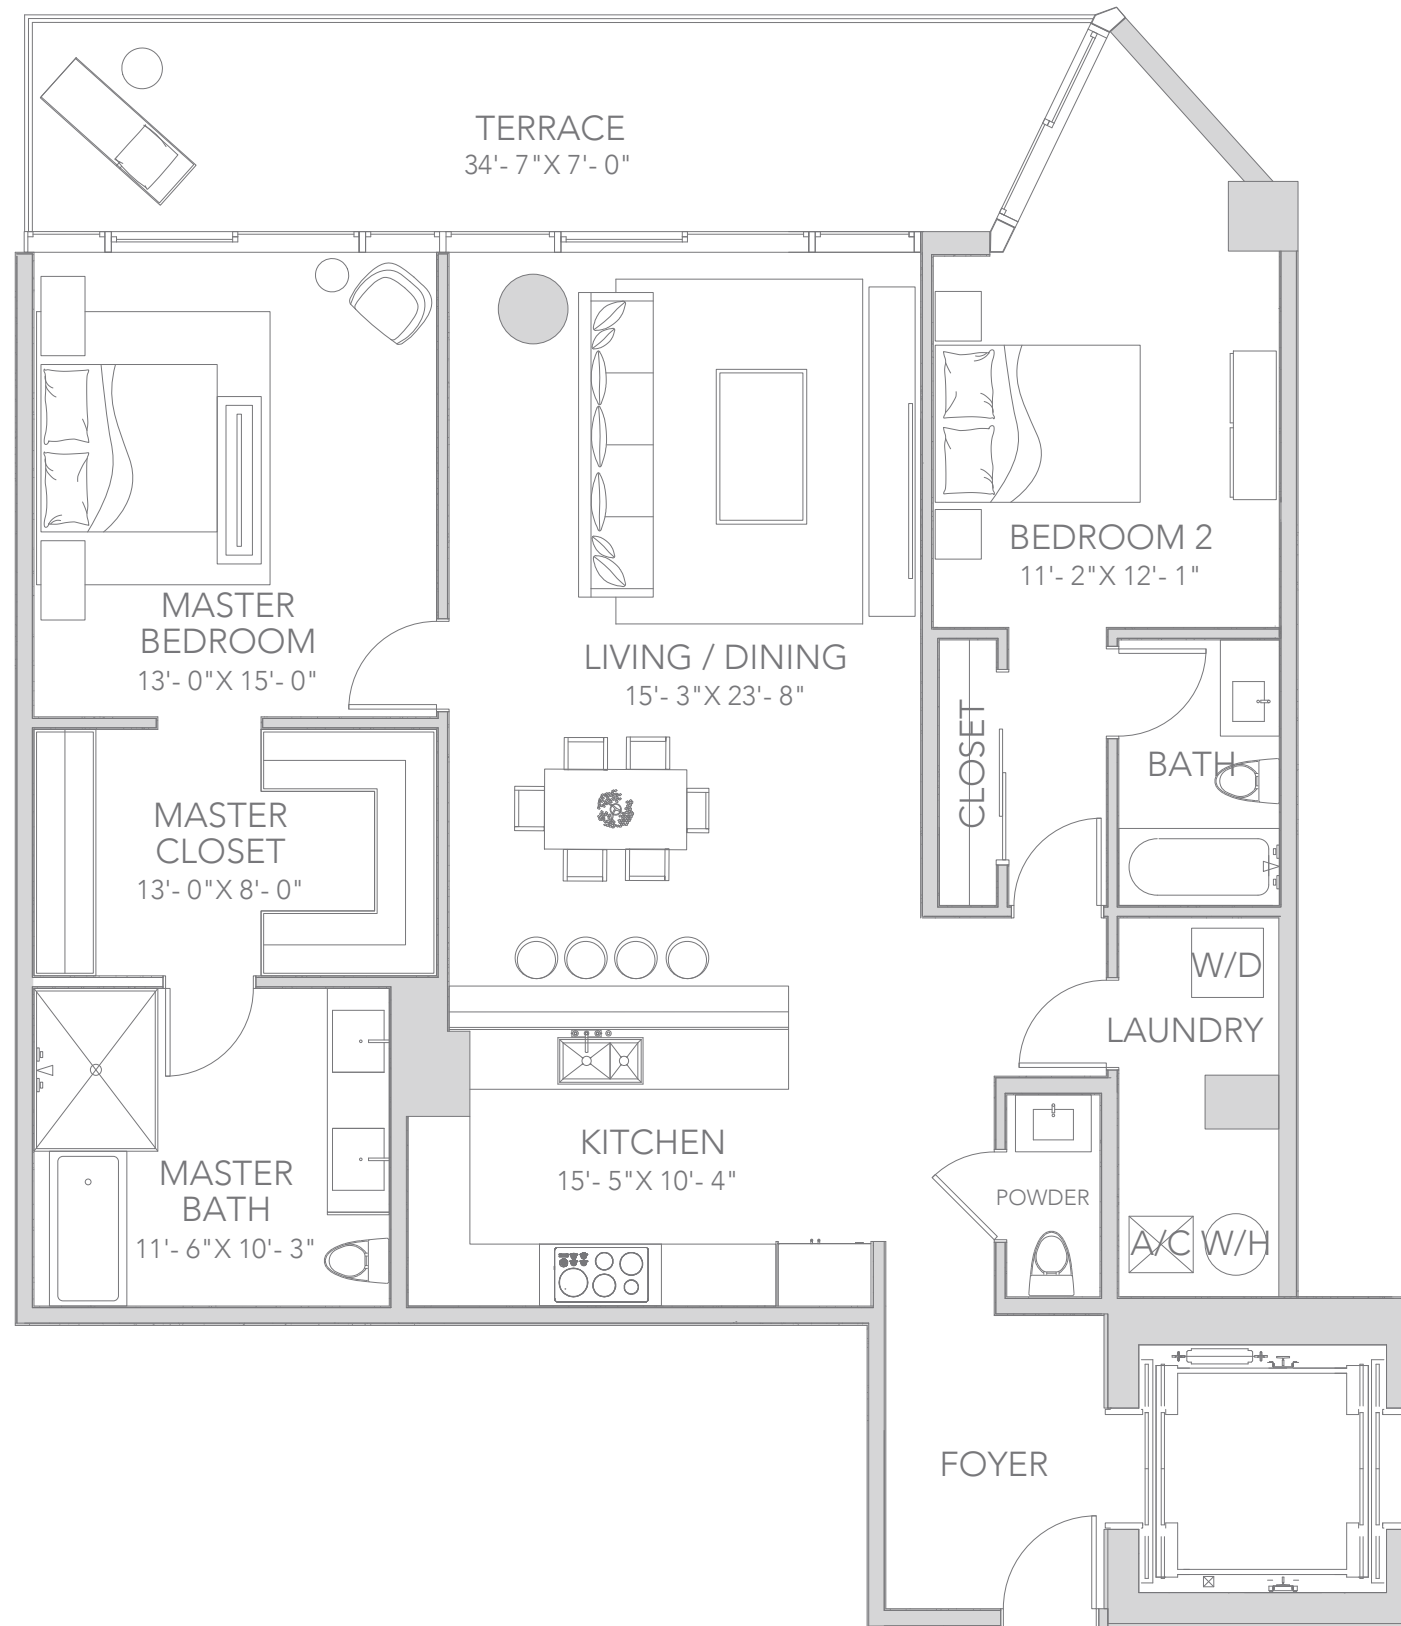 TERRACE
34'- 7"X 7'- 0"
BEDROOM 2
11'- 2"X 12'- 1"
MASTER
BEDROOM
13'- 0"X 15'- 0"
LIVING / DINING
15'- 3"X 23'- 8"
CLOSET
BATH
MASTER
CLOSET
13'- 0"X 8'- 0"
W/D
LAUNDRY
KITCHEN
15'- 5"X 10'- 4"
MASTER
BATH
11'- 6"X 10'- 3"
POWDER
A/C W/H
FOYER